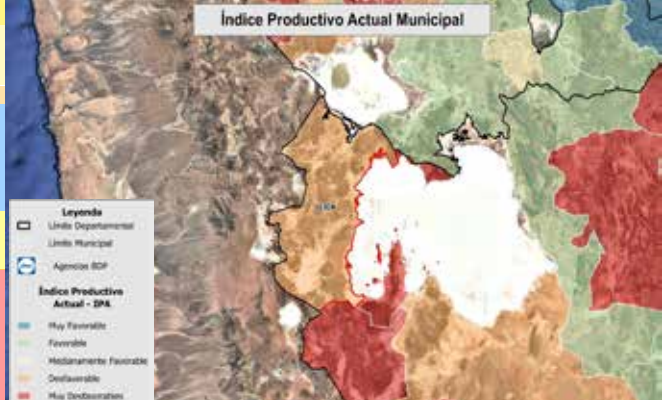 Índice Productivo Actual Municipal
Leyenda
Límite Departamental
Límite Municipal
Agencias BDP
Índice Productivo
Actual - IPA
Muy Favorable
Favorable
Medianamente Favorable
Desfavorable
Muy Desfavorable